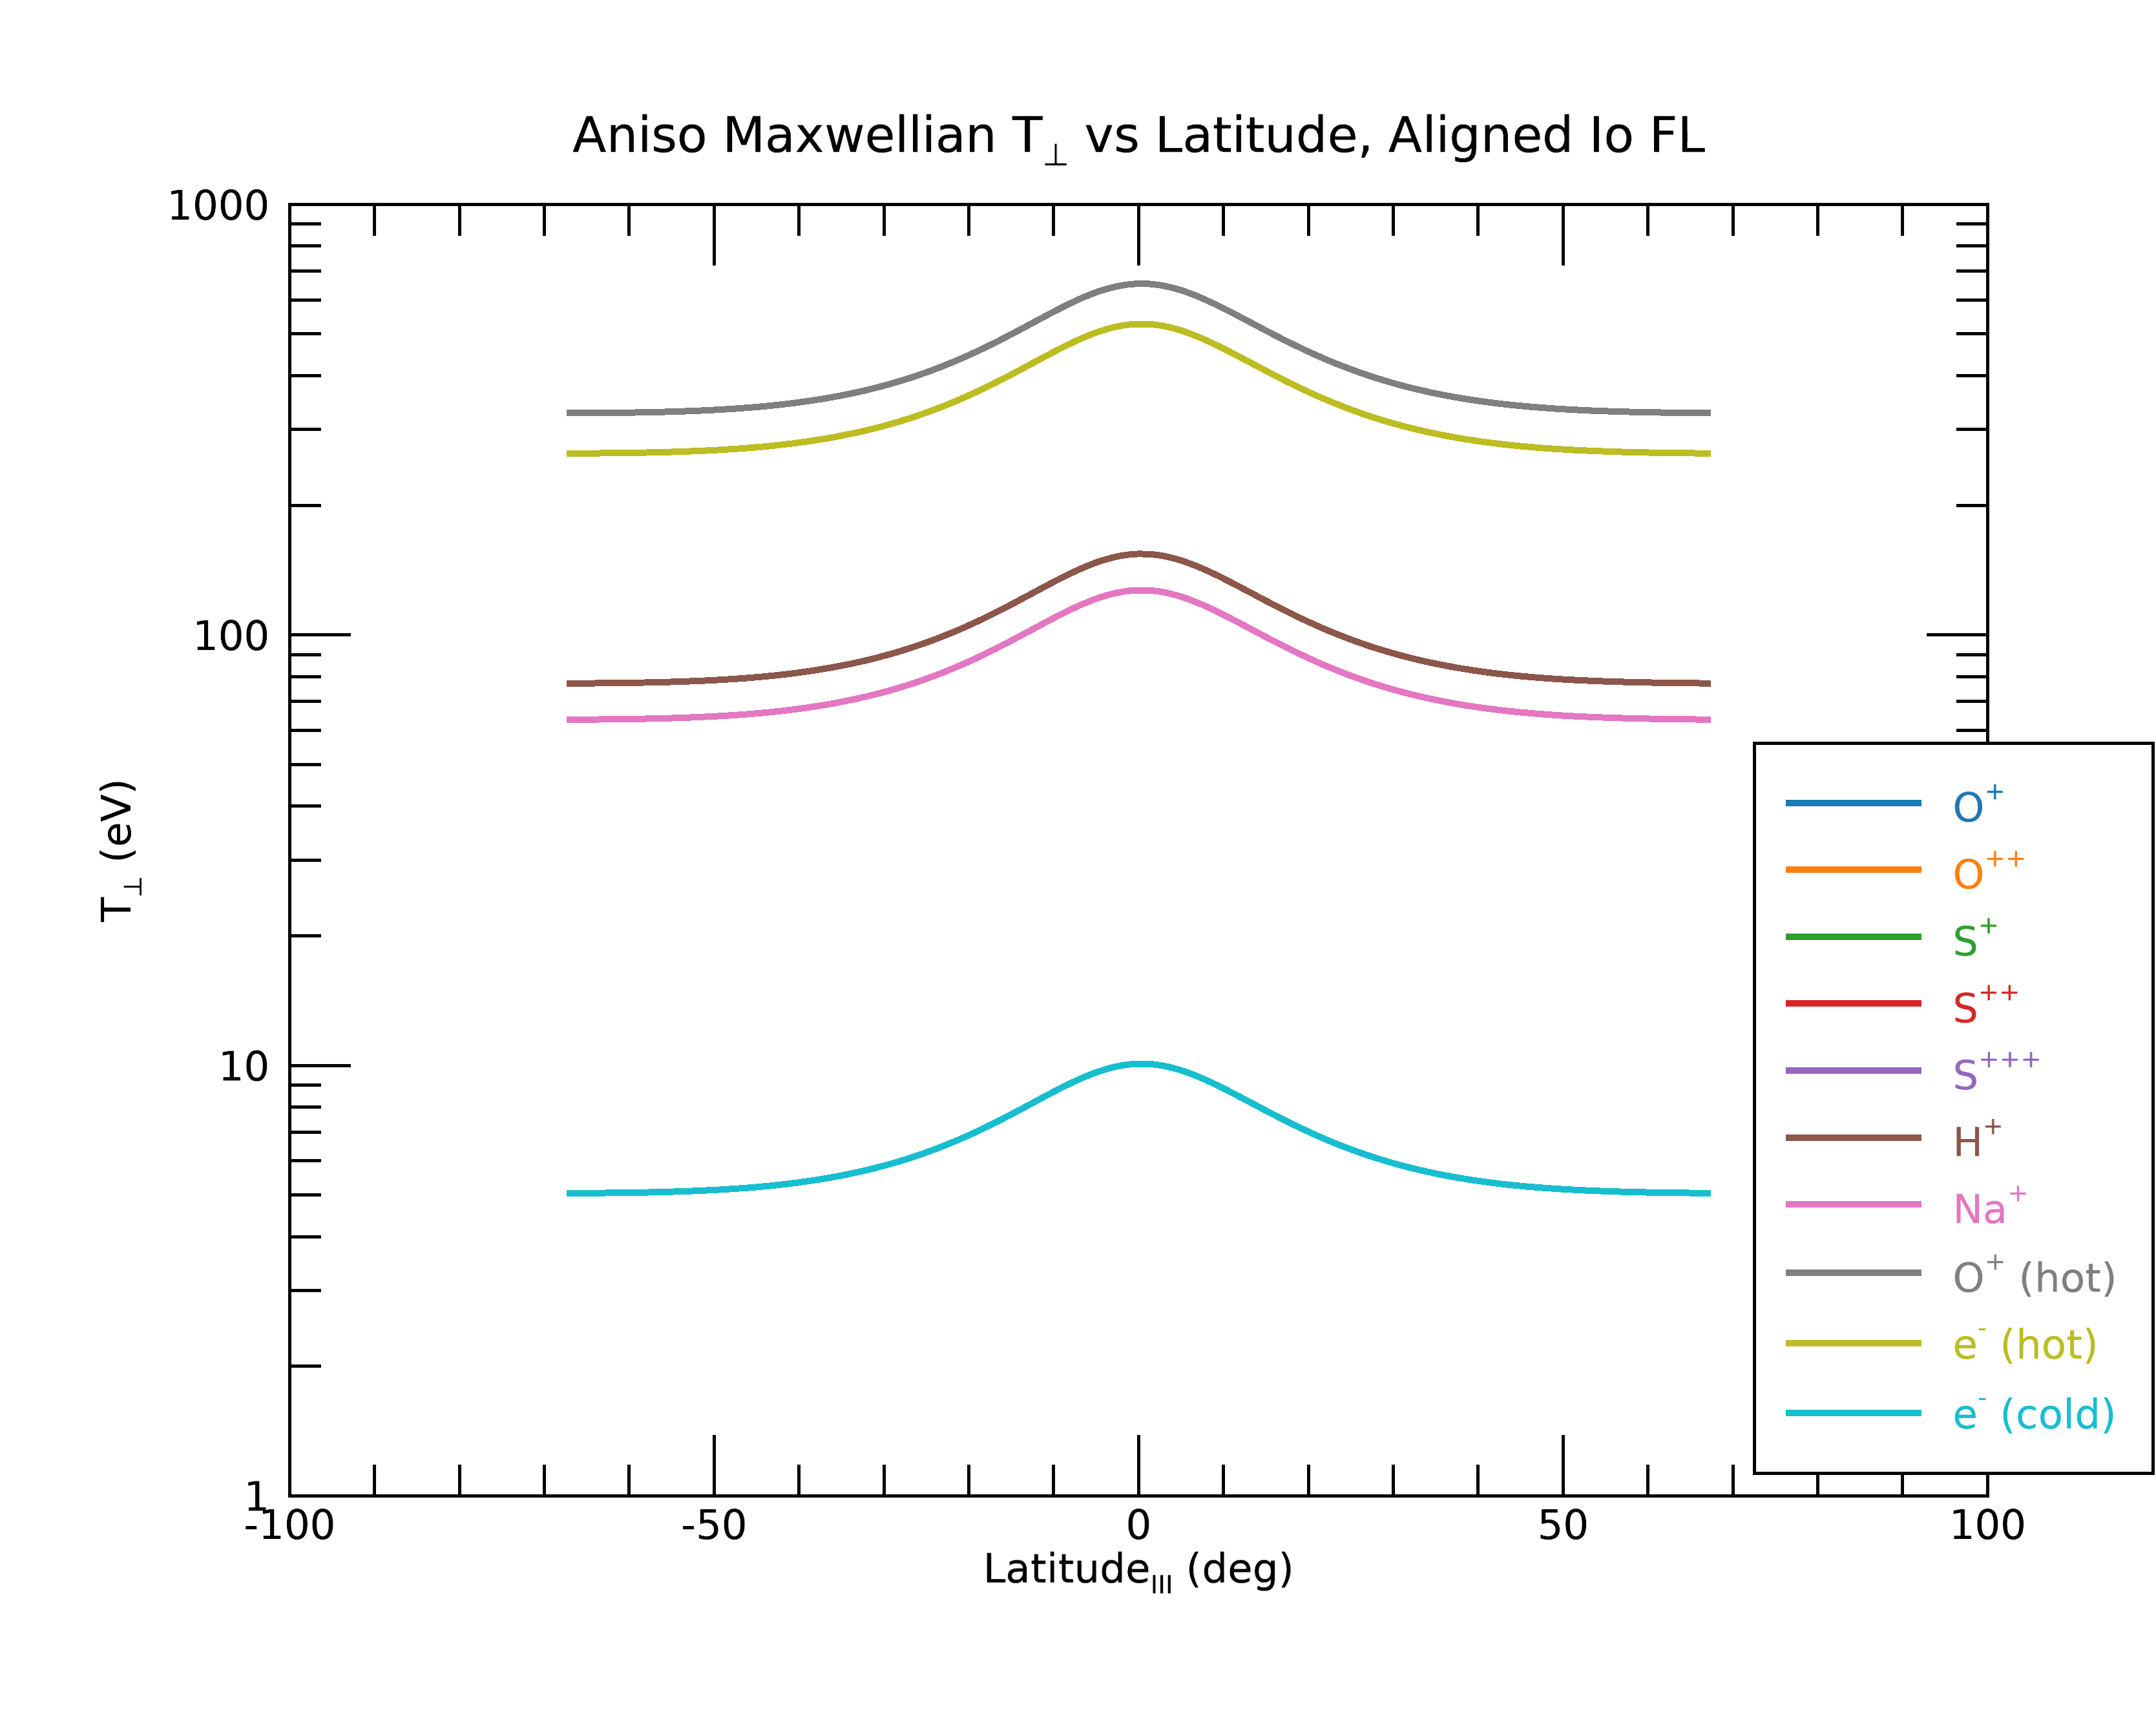 Aniso Maxwellian T⊥ vs Latitude, Aligned Io FL
1000
100
10
1
T⊥ (eV)
-100 -50 0 50 100
Latitude_III (deg)
O⁺
O⁺⁺
S⁺
S⁺⁺
S⁺⁺⁺
H⁺
Na⁺
O⁺ (hot)
e⁻ (hot)
e⁻ (cold)